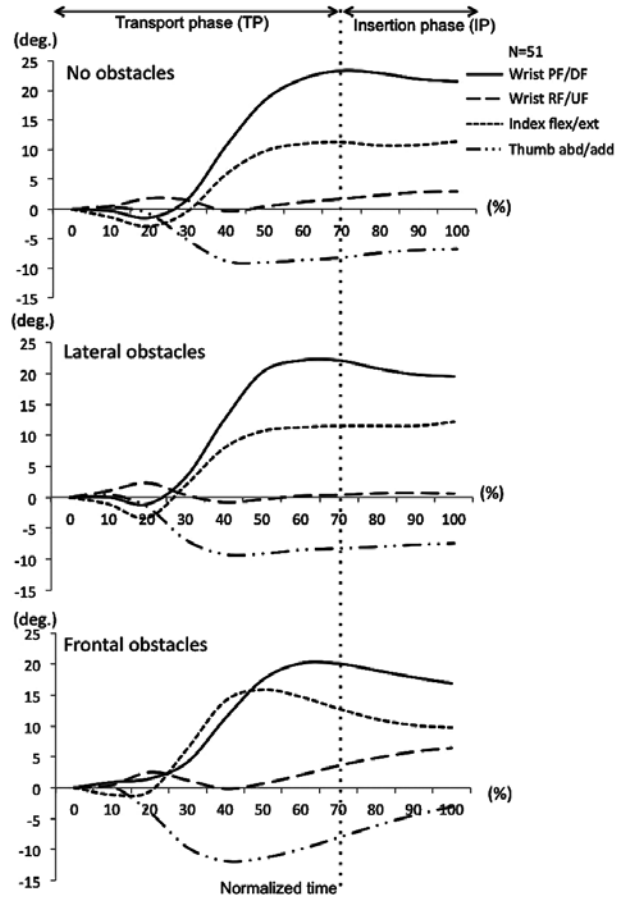 Transport phase (TP) Insertion phase (IP)
(deg.)
25
20
15
10
5
0
-5
-10
-15
No obstacles
N=51
Wrist PF/DF
Wrist RF/UF
Index flex/ext
Thumb abd/add
0 10 20 30 40 50 60 70 80 90 100
(%)
(deg.)
25
20
15
10
5
0
-5
-10
-15
Lateral obstacles
0 10 20 30 40 50 60 70 80 90 100
(%)
(deg.)
25
20
15
10
5
0
-5
-10
-15
Frontal obstacles
0 10 20 30 40 50 60 70 80 90 100
(%)
Normalized time